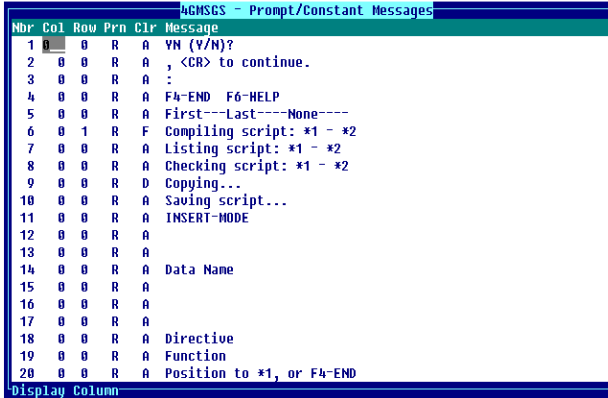 4GMSGS - Prompt/Constant Messages
Nbr Col Row Prn Clr Message
1 0 0 R A YN (Y/N)?
2 0 0 R A , <CR> to continue.
3 0 0 R A :
4 0 0 R A F4-END F6-HELP
5 0 0 R A First---Last----None----
6 0 1 R F Compiling script: *1 - *2
7 0 0 R A Listing script: *1 - *2
8 0 0 R A Checking script: *1 - *2
9 0 0 R D Copying...
10 0 0 R A Saving script...
11 0 0 R A INSERT-MODE
12 0 0 R A
13 0 0 R A
14 0 0 R A Data Name
15 0 0 R A
16 0 0 R A
17 0 0 R A
18 0 0 R A Directive
19 0 0 R A Function
20 0 0 R A Position to *1, or F4-END
Display Column